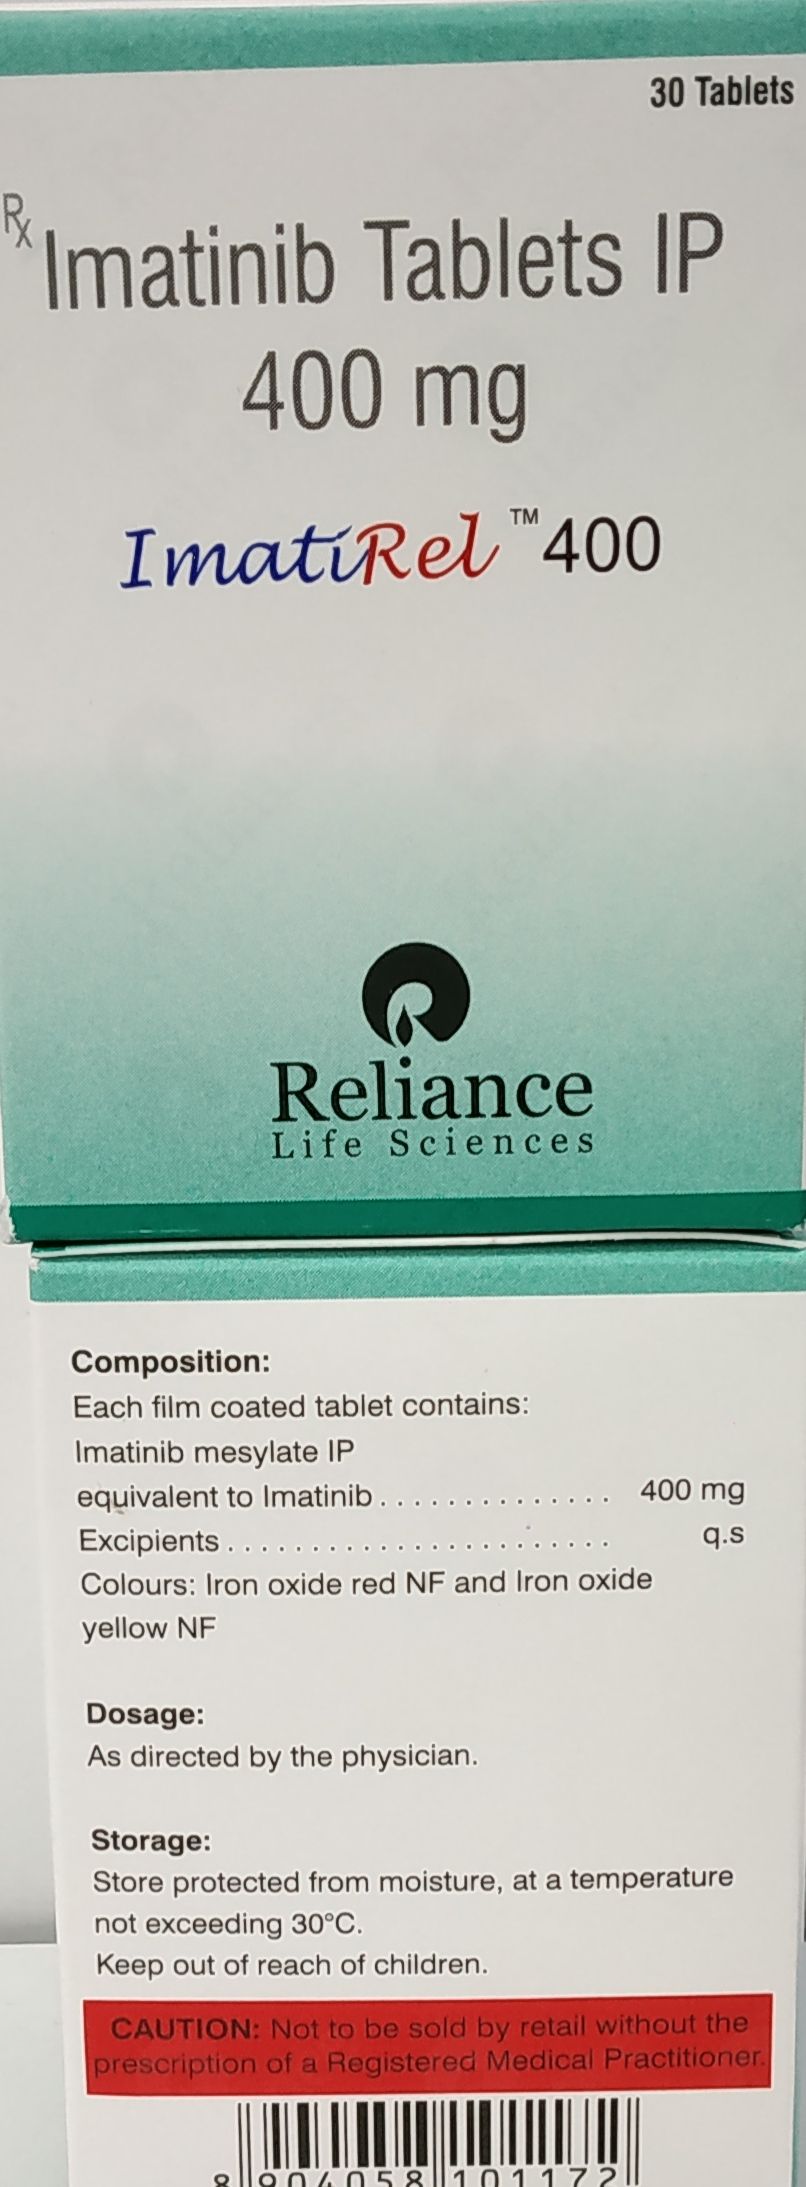 30 Tablets
Rx Imatinib Tablets IP
400 mg
ImatiRel™ 400
Reliance
Life Sciences
Composition:
Each film coated tablet contains:
Imatinib mesylate IP
equivalent to Imatinib .............. 400 mg
Excipients ........................ q.s
Colours: Iron oxide red NF and Iron oxide
yellow NF
Dosage:
As directed by the physician.
Storage:
Store protected from moisture, at a temperature
not exceeding 30°C.
Keep out of reach of children.
CAUTION: Not to be sold by retail without the
prescription of a Registered Medical Practitioner.
8 904058 101172